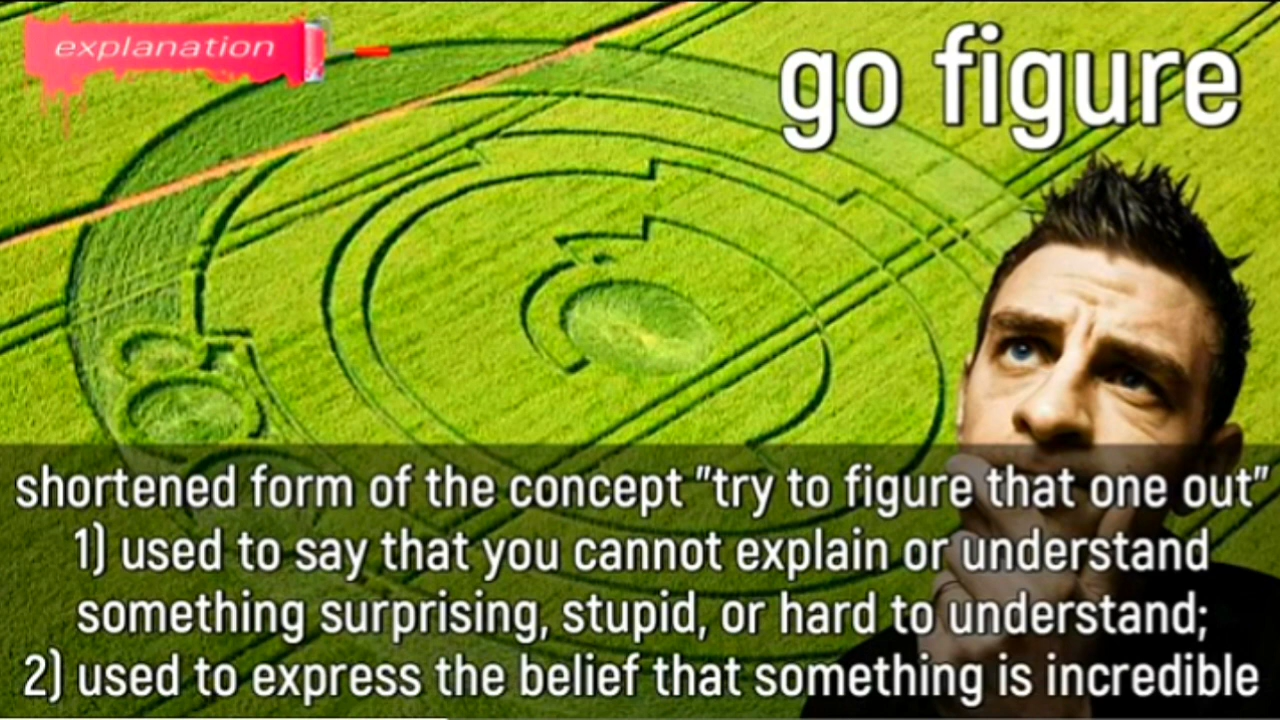 explanation
go figure
shortened form of the concept "try to figure that one out"
1) used to say that you cannot explain or understand
something surprising, stupid, or hard to understand;
2) used to express the belief that something is incredible